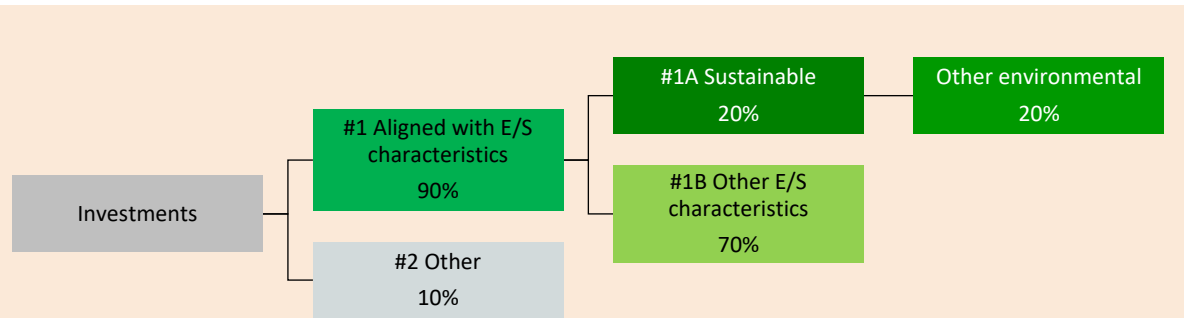 Investments
#1 Aligned with E/S
characteristics
90%
#2 Other
10%
#1A Sustainable
20%
#1B Other E/S
characteristics
70%
Other environmental
20%